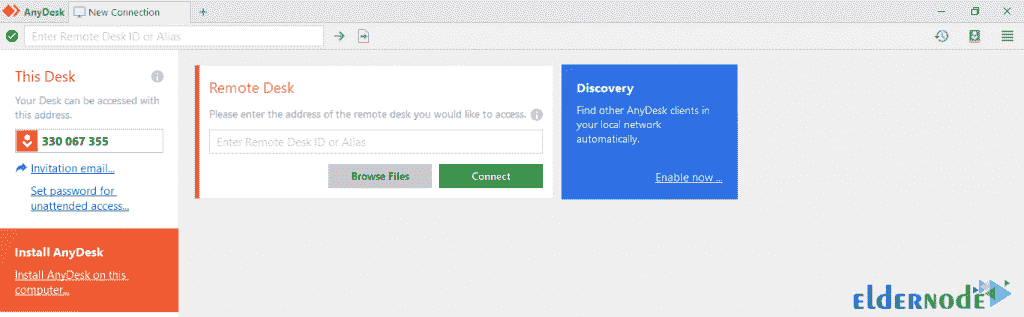 AnyDesk
New Connection
Enter Remote Desk ID or Alias
This Desk
Your Desk can be accessed with
this address.
330 067 355
Invitation email...
Set password for
unattended access...
Install AnyDesk
Install AnyDesk on this
computer...
Remote Desk
Please enter the address of the remote desk you would like to access.
Enter Remote Desk ID or Alias
Browse Files
Connect
Discovery
Find other AnyDesk clients in
your local network
automatically.
Enable now ...
eldernode